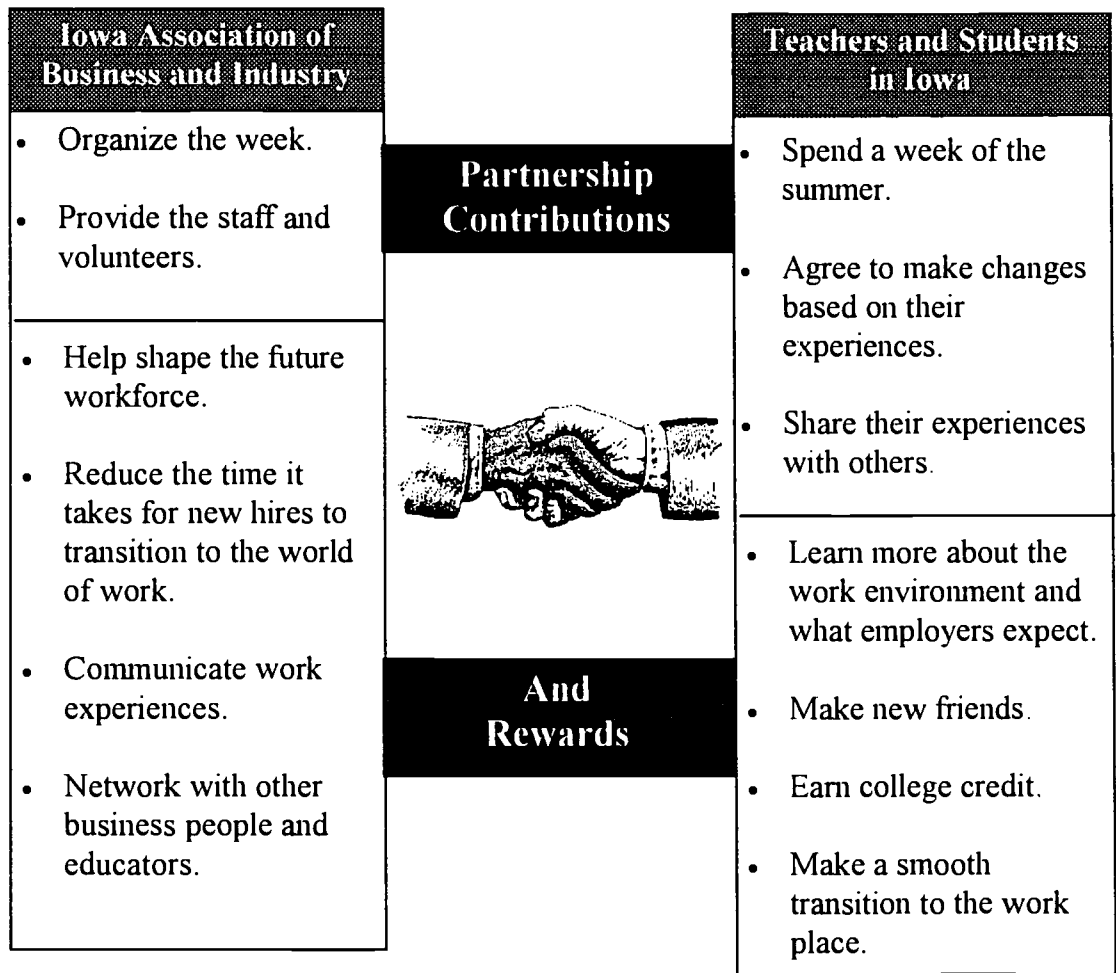 Iowa Association of
Business and Industry
• Organize the week.
• Provide the staff and
volunteers.
• Help shape the future
workforce.
• Reduce the time it
takes for new hires to
transition to the world
of work.
• Communicate work
experiences.
• Network with other
business people and
educators.
Partnership
Contributions
And
Rewards
Teachers and Students
in Iowa
• Spend a week of the
summer.
• Agree to make changes
based on their
experiences.
• Share their experiences
with others.
• Learn more about the
work environment and
what employers expect.
• Make new friends.
• Earn college credit.
• Make a smooth
transition to the work
place.